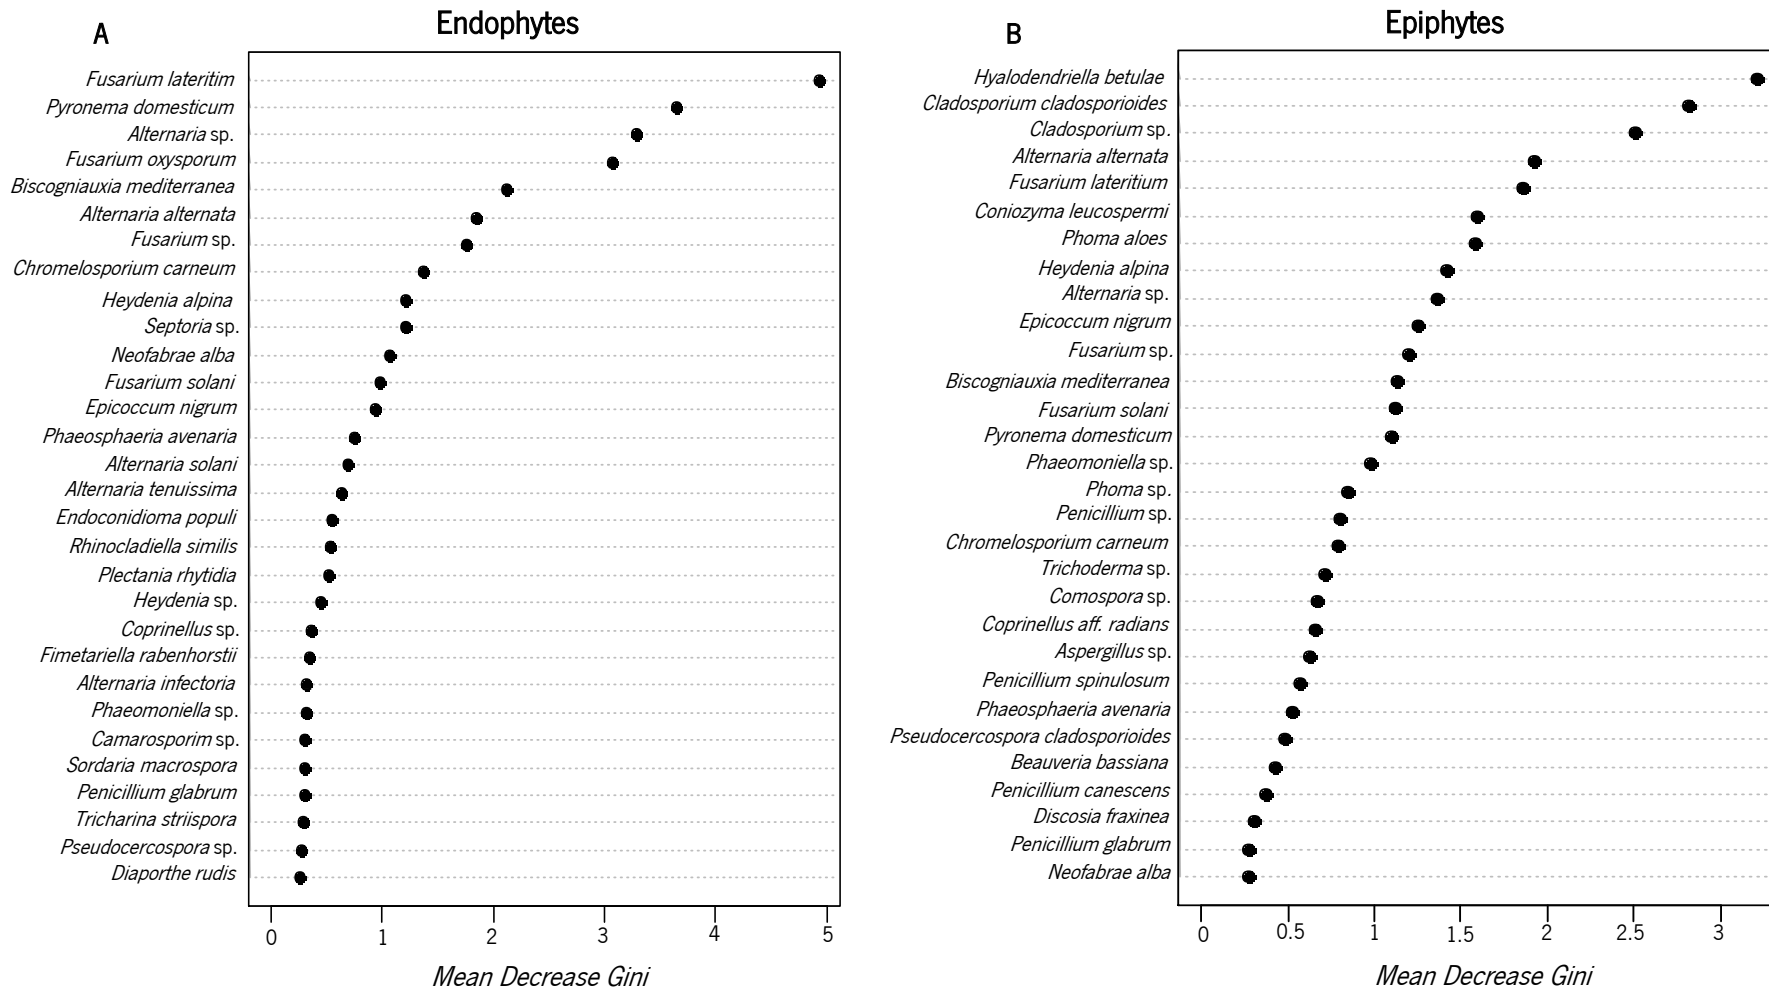 A
Endophytes
Fusarium lateritim
Pyronema domesticum
Alternaria sp.
Fusarium oxysporum
Biscogniauxia mediterranea
Alternaria alternata
Fusarium sp.
Chromelosporium carneum
Heydenia alpina
Septoria sp.
Neofabrae alba
Fusarium solani
Epicoccum nigrum
Phaeosphaeria avenaria
Alternaria solani
Alternaria tenuissima
Endoconidioma populi
Rhinocladiella similis
Plectania rhytidia
Heydenia sp.
Coprinellus sp.
Fimetariella rabenhorstii
Alternaria infectoria
Phaeomoniella sp.
Camarosporim sp.
Sordaria macrospora
Penicillium glabrum
Tricharina striispora
Pseudocercospora sp.
Diaporthe rudis
0 1 2 3 4 5
Mean Decrease Gini
B
Epiphytes
Hyalodendriella betulae
Cladosporium cladosporioides
Cladosporium sp.
Alternaria alternata
Fusarium lateritium
Coniozyma leucospermi
Phoma aloes
Heydenia alpina
Alternaria sp.
Epicoccum nigrum
Fusarium sp.
Biscogniauxia mediterranea
Fusarium solani
Pyronema domesticum
Phaeomoniella sp.
Phoma sp.
Penicillium sp.
Chromelosporium carneum
Trichoderma sp.
Comospora sp.
Coprinellus aff. radians
Aspergillus sp.
Penicillium spinulosum
Phaeosphaeria avenaria
Pseudocercospora cladosporioides
Beauveria bassiana
Penicillium canescens
Discosia fraxinea
Penicillium glabrum
Neofabrae alba
0 0.5 1 1.5 2 2.5 3
Mean Decrease Gini